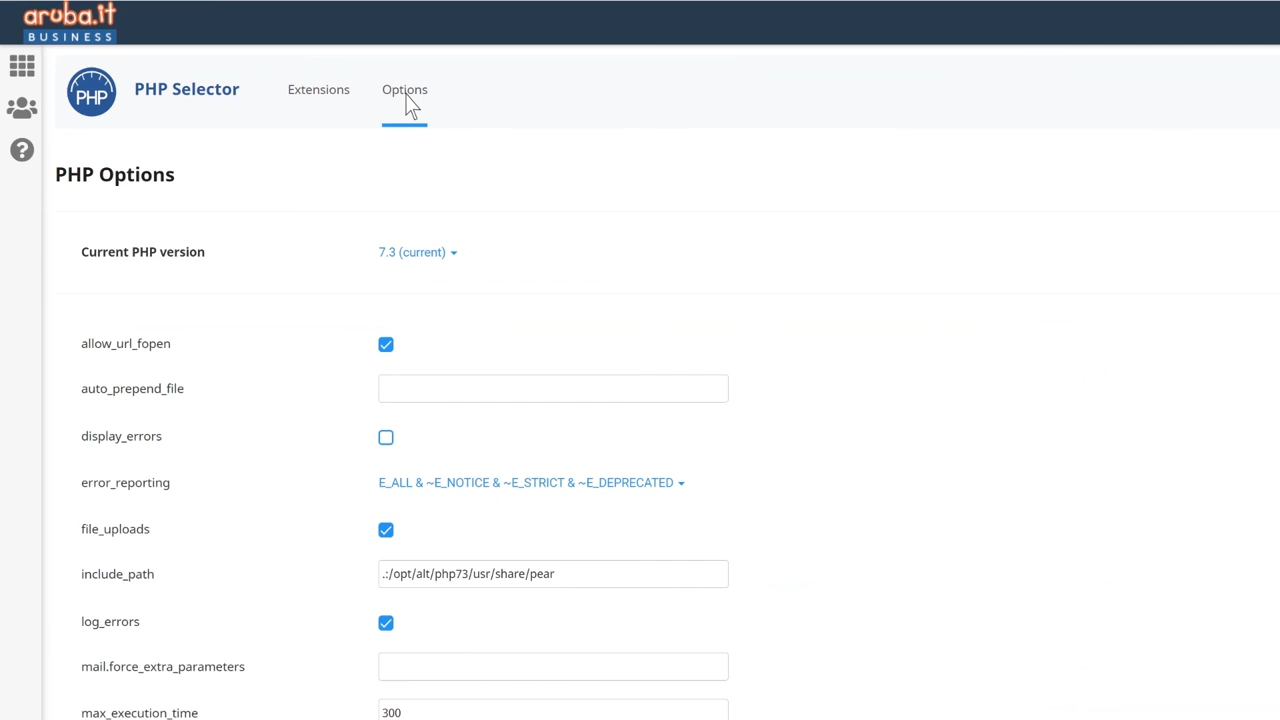 aruba.it
BUSINESS
PHP
PHP Selector
Extensions
Options
PHP Options
Current PHP version
7.3 (current)
allow_url_fopen
auto_prepend_file
display_errors
error_reporting
E_ALL & ~E_NOTICE & ~E_STRICT & ~E_DEPRECATED
file_uploads
include_path
.:/opt/alt/php73/usr/share/pear
log_errors
mail.force_extra_parameters
max_execution_time
300